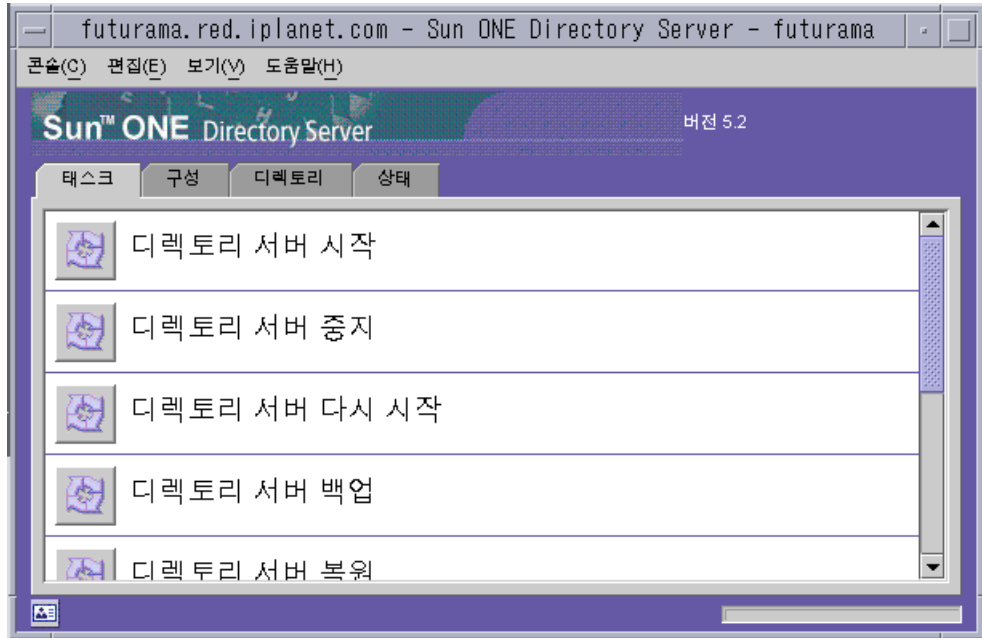 futurama.red.iplanet.com - Sun ONE Directory Server - futurama
콘솔(C) 편집(E) 보기(V) 도움말(H)
Sun™ ONE Directory Server 버전 5.2
태스크 구성 디렉토리 상태
디렉토리 서버 시작
디렉토리 서버 중지
디렉토리 서버 다시 시작
디렉토리 서버 백업
디렉토리 서버 복원